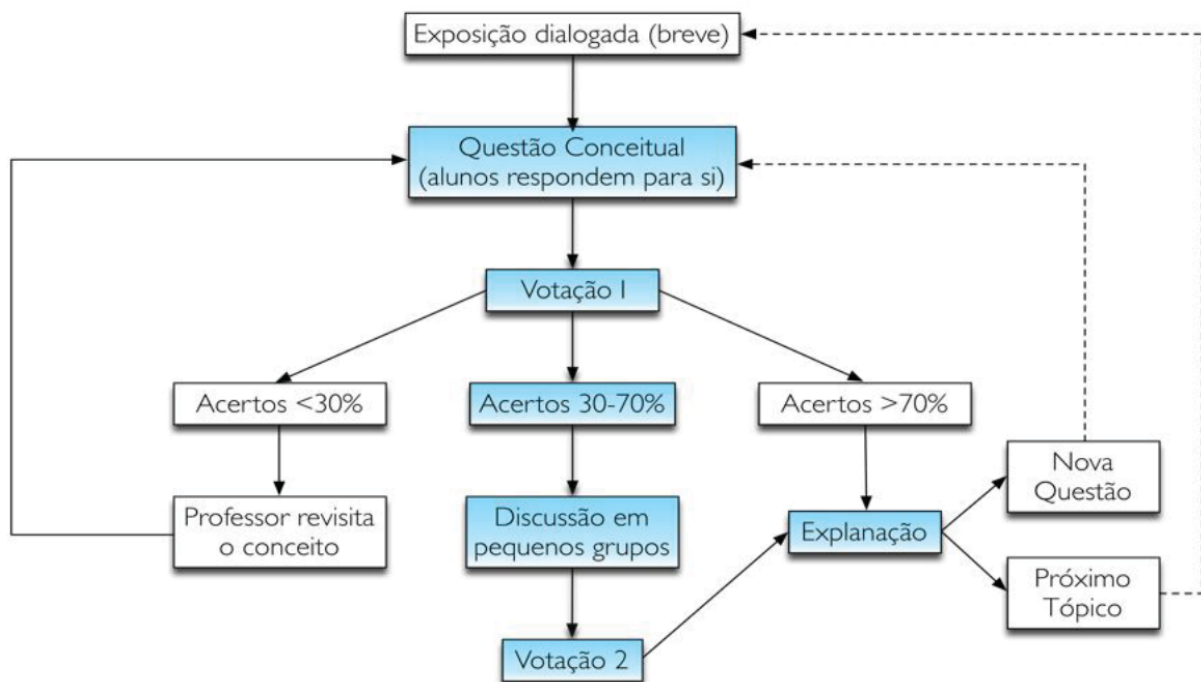 Exposição dialogada (breve)
Questão Conceitual
(alunos respondem para si)
Votação 1
Acertos <30%
Acertos 30-70%
Acertos >70%
Professor revisita
o conceito
Discussão em
pequenos grupos
Explanação
Nova
Questão
Próximo
Tópico
Votação 2